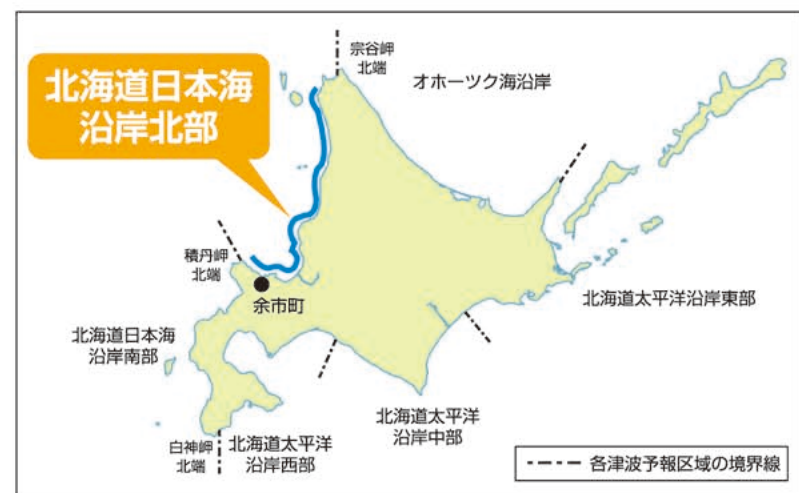 宗谷岬
北端
オホーツク海沿岸
北海道日本海
沿岸北部
積丹岬
北端
余市町
北海道太平洋沿岸東部
北海道日本海
沿岸南部
北海道太平洋
沿岸中部
白神岬
北端
北海道太平洋
沿岸西部
各津波予報区域の境界線